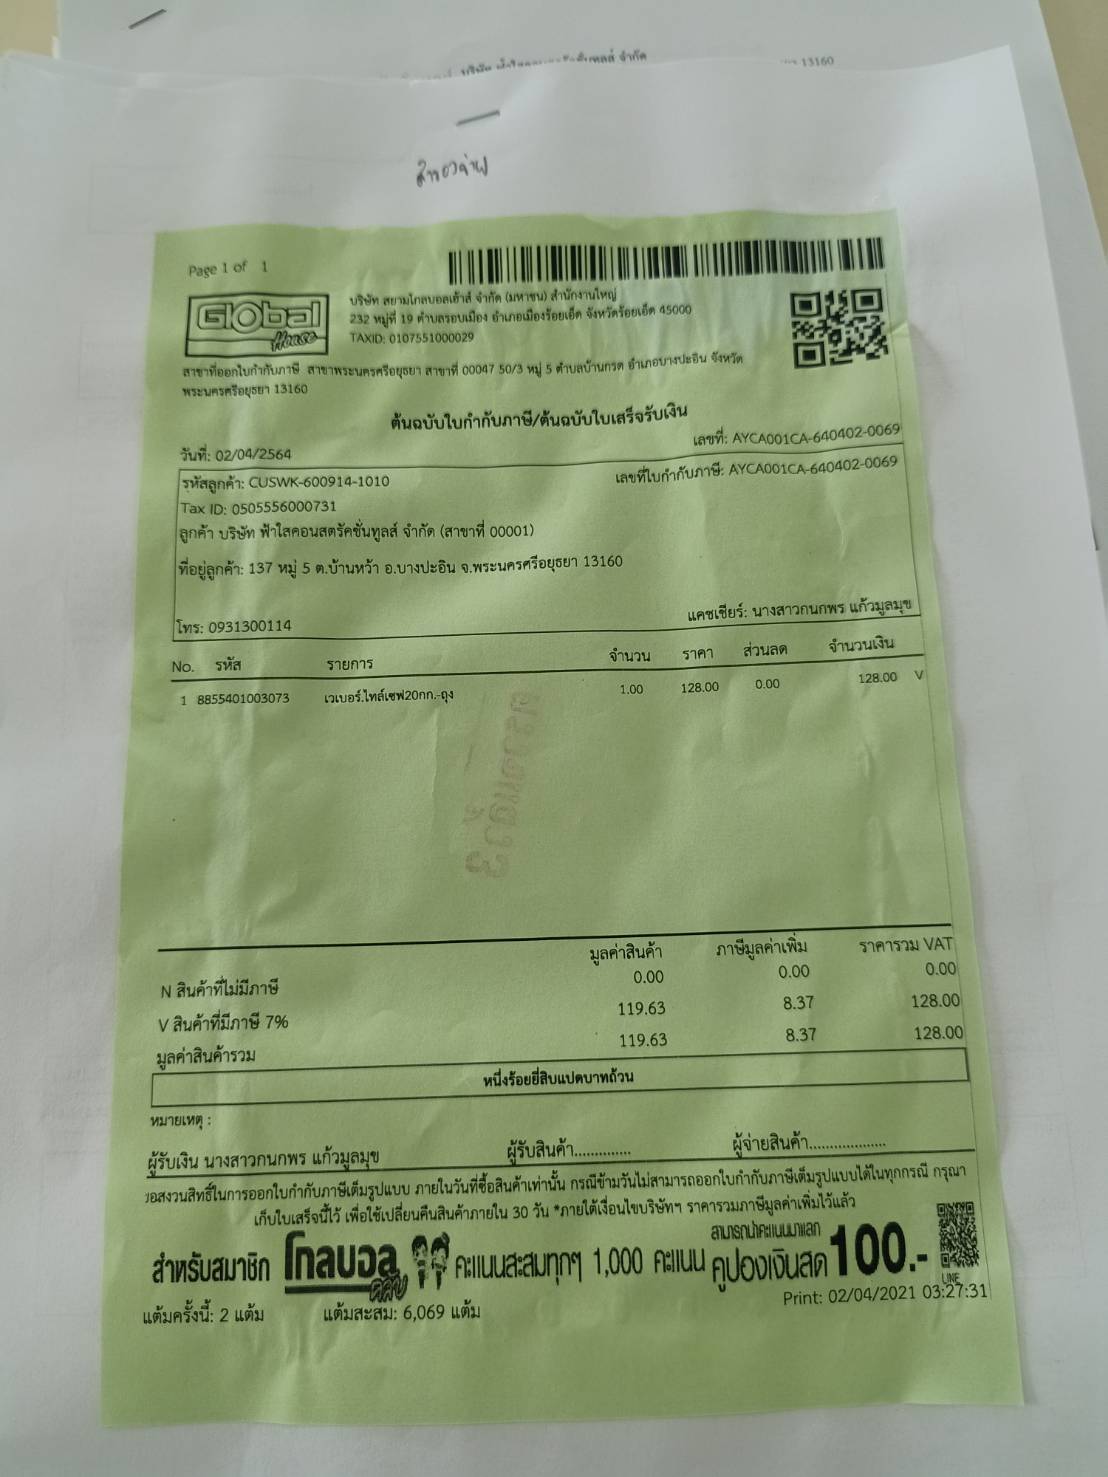 จำกัด
13160
สำรองจ่าย
Page 1 of 1
Global
House
บริษัท สยามโกลบอลเฮ้าส์ จำกัด (มหาชน) สำนักงานใหญ่
232 หมู่ที่ 19 ตำบลรอบเมือง อำเภอเมืองร้อยเอ็ด จังหวัดร้อยเอ็ด 45000
TAXID: 0107551000029
สาขาที่ออกใบกำกับภาษี สาขาพระนครศรีอยุธยา สาขาที่ 00047 50/3 หมู่ 5 ตำบลบ้านกรด อำเภอบางปะอิน จังหวัด
พระนครศรีอยุธยา 13160
ต้นฉบับใบกำกับภาษี/ต้นฉบับใบเสร็จรับเงิน
วันที่: 02/04/2564 เลขที่: AYCA001CA-640402-0069
รหัสลูกค้า: CUSWK-600914-1010 เลขที่ใบกำกับภาษี: AYCA001CA-640402-0069
Tax ID: 0505556000731
ลูกค้า บริษัท ฟ้าใสคอนสตรัคชั่นทูลส์ จำกัด (สาขาที่ 00001)
ที่อยู่ลูกค้า: 137 หมู่ 5 ต.บ้านหว้า อ.บางปะอิน จ.พระนครศรีอยุธยา 13160
โทร: 0931300114 แคชเชียร์: นางสาวกนกพร แก้วมูลมุข
No. รหัส รายการ จำนวน ราคา ส่วนลด จำนวนเงิน
1 8855401003073 เวเบอร์.ไทล์เซฟ20กก.-ถุง 1.00 128.00 0.00 128.00 V
ตรวจแล้ว
มูลค่าสินค้า ภาษีมูลค่าเพิ่ม ราคารวม VAT
N สินค้าที่ไม่มีภาษี 0.00 0.00 0.00
V สินค้าที่มีภาษี 7% 119.63 8.37 128.00
มูลค่าสินค้ารวม 119.63 8.37 128.00
หนึ่งร้อยยี่สิบแปดบาทถ้วน
หมายเหตุ :
ผู้รับเงิน นางสาวกนกพร แก้วมูลมุข ผู้รับสินค้า............. ผู้จ่ายสินค้า..................
ขอสงวนสิทธิ์ในการออกใบกำกับภาษีเต็มรูปแบบ ภายในวันที่ซื้อสินค้าเท่านั้น กรณีข้ามวันไม่สามารถออกใบกำกับภาษีเต็มรูปแบบได้ในทุกกรณี กรุณา
เก็บใบเสร็จนี้ไว้ เพื่อใช้เปลี่ยนคืนสินค้าภายใน 30 วัน *ภายใต้เงื่อนไขบริษัทฯ ราคารวมภาษีมูลค่าเพิ่มไว้แล้ว
สำหรับสมาชิก โกลบอล คลับ คะแนนสะสมทุกๆ 1,000 คะแนน สามารถนำคะแนนมาแลก คูปองเงินสด 100.-
LINE
แต้มครั้งนี้: 2 แต้ม แต้มสะสม: 6,069 แต้ม Print: 02/04/2021 03:27:31